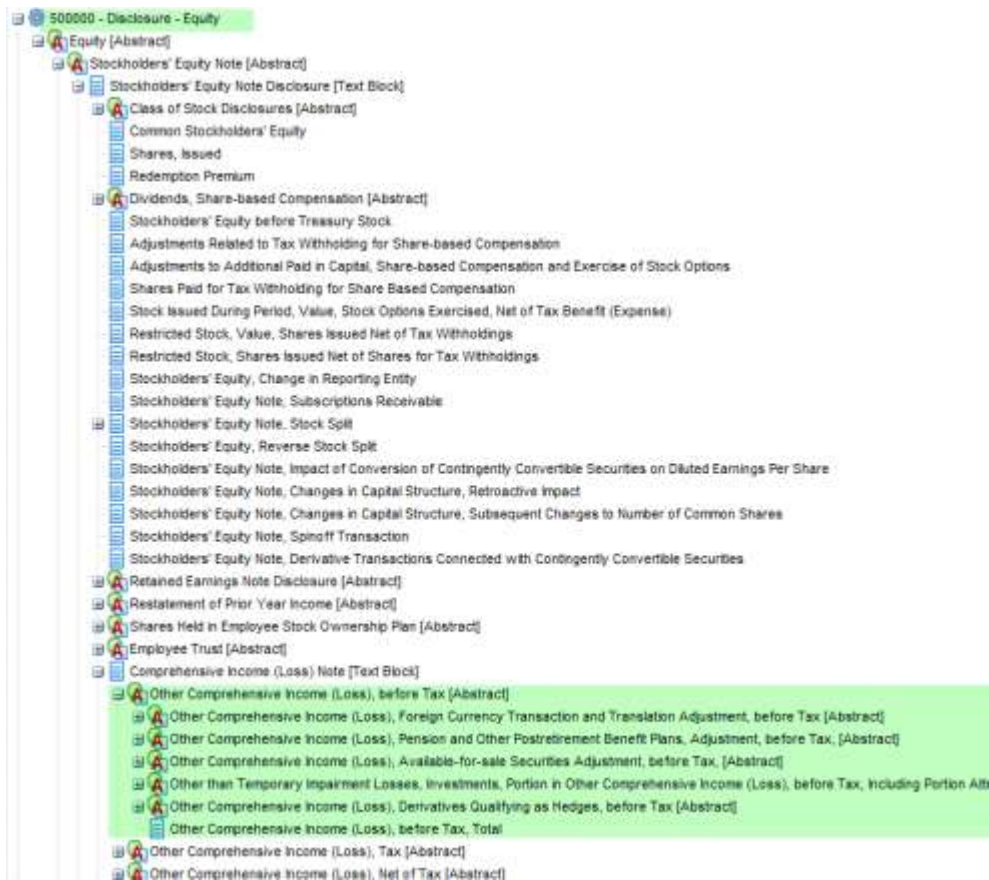 500000 - Disclosure - Equity
Equity [Abstract]
Stockholders' Equity Note [Abstract]
Stockholders' Equity Note Disclosure [Text Block]
Class of Stock Disclosures [Abstract]
Common Stockholders' Equity
Shares, Issued
Redemption Premium
Dividends, Share-based Compensation [Abstract]
Stockholders' Equity before Treasury Stock
Adjustments Related to Tax Withholding for Share-based Compensation
Adjustments to Additional Paid in Capital, Share-based Compensation and Exercise of Stock Options
Shares Paid for Tax Withholding for Share Based Compensation
Stock Issued During Period, Value, Stock Options Exercised, Net of Tax Benefit (Expense)
Restricted Stock, Value, Shares Issued Net of Tax Withholdings
Restricted Stock, Shares Issued Net of Shares for Tax Withholdings
Stockholders' Equity, Change in Reporting Entity
Stockholders' Equity Note, Subscriptions Receivable
Stockholders' Equity Note, Stock Split
Stockholders' Equity, Reverse Stock Split
Stockholders' Equity Note, Impact of Conversion of Contingently Convertible Securities on Diluted Earnings Per Share
Stockholders' Equity Note, Changes in Capital Structure, Retroactive Impact
Stockholders' Equity Note, Changes in Capital Structure, Subsequent Changes to Number of Common Shares
Stockholders' Equity Note, Spinoff Transaction
Stockholders' Equity Note, Derivative Transactions Connected with Contingently Convertible Securities
Retained Earnings Note Disclosure [Abstract]
Restatement of Prior Year Income [Abstract]
Shares Held in Employee Stock Ownership Plan [Abstract]
Employee Trust [Abstract]
Comprehensive Income (Loss) Note [Text Block]
Other Comprehensive Income (Loss), before Tax [Abstract]
Other Comprehensive Income (Loss), Foreign Currency Transaction and Translation Adjustment, before Tax [Abstract]
Other Comprehensive Income (Loss), Pension and Other Postretirement Benefit Plans, Adjustment, before Tax, [Abstract]
Other Comprehensive Income (Loss), Available-for-sale Securities Adjustment, before Tax, [Abstract]
Other than Temporary Impairment Losses, Investments, Portion in Other Comprehensive Income (Loss), before Tax, Including Portion Attr
Other Comprehensive Income (Loss), Derivatives Qualifying as Hedges, before Tax [Abstract]
Other Comprehensive Income (Loss), before Tax, Total
Other Comprehensive Income (Loss), Tax [Abstract]
Other Comprehensive Income (Loss), Net of Tax [Abstract]